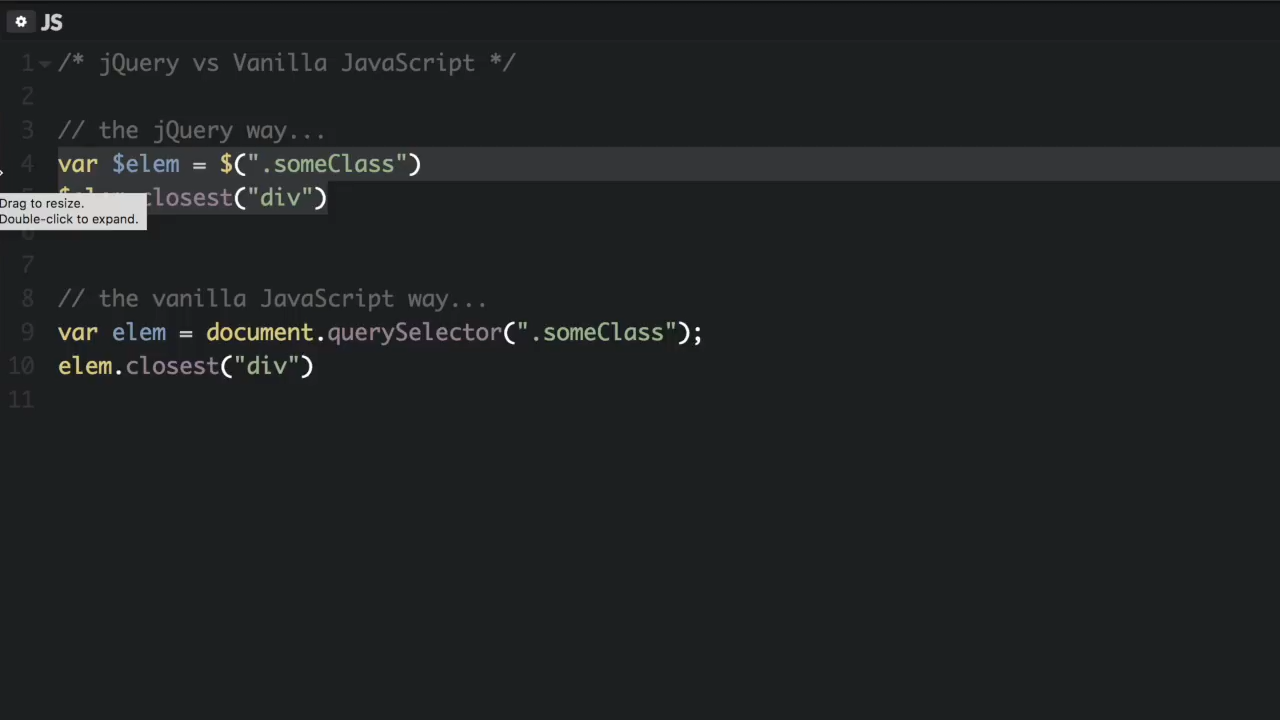 JS
1 /* jQuery vs Vanilla JavaScript */
2
3 // the jQuery way...
4 var $elem = $(".someClass")
closest("div")
Drag to resize.
Double-click to expand.
7
8 // the vanilla JavaScript way...
9 var elem = document.querySelector(".someClass");
10 elem.closest("div")
11